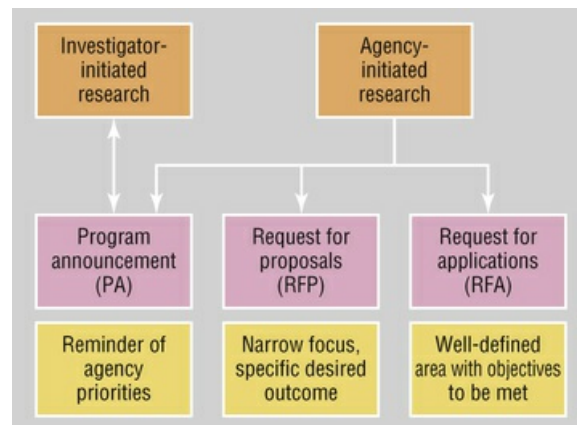 Investigator-
initiated
research
Agency-
initiated
research
Program
announcement
(PA)
Request for
proposals
(RFP)
Request for
applications
(RFA)
Reminder of
agency
priorities
Narrow focus,
specific desired
outcome
Well-defined
area with objectives
to be met